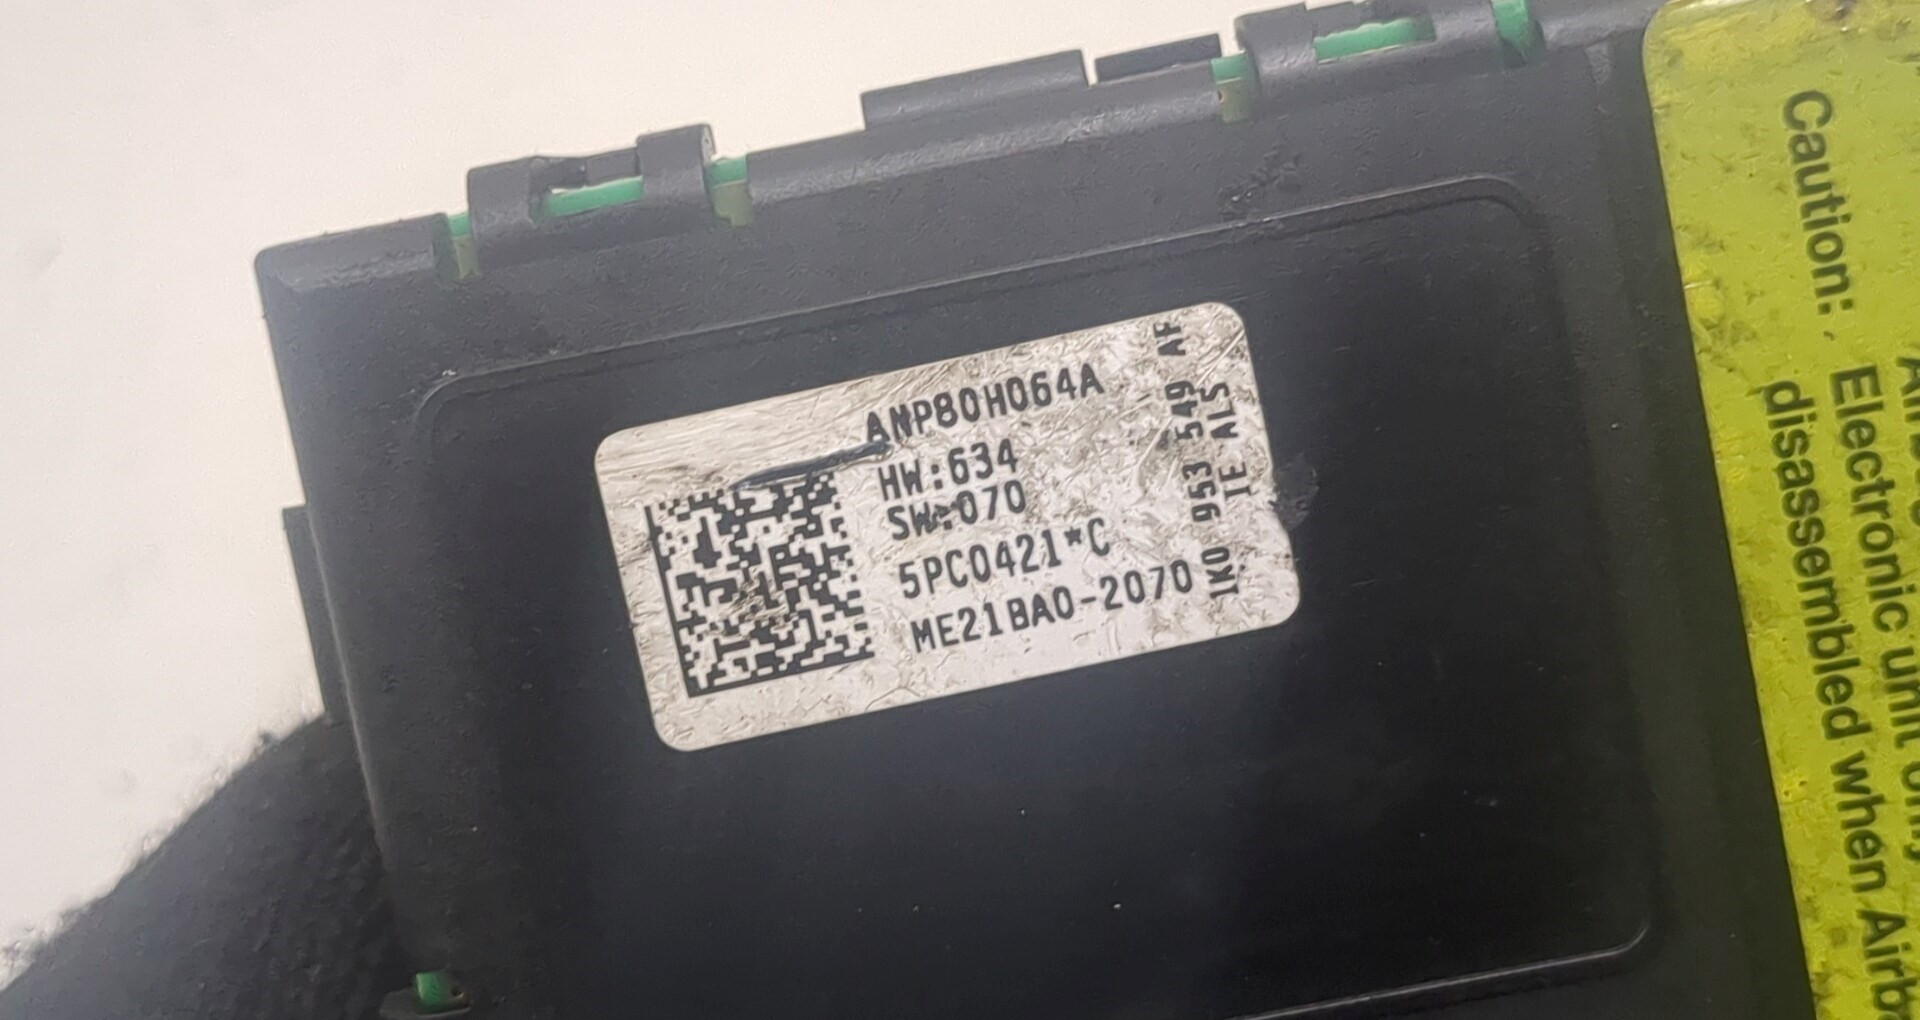 ANP80H064A
HW:634
SW:070
5PC0421*C
ME21BA0-2070
1K0 953 549 AF
IE ALS
Caution:
Electronic unit only
disassembled when Airb